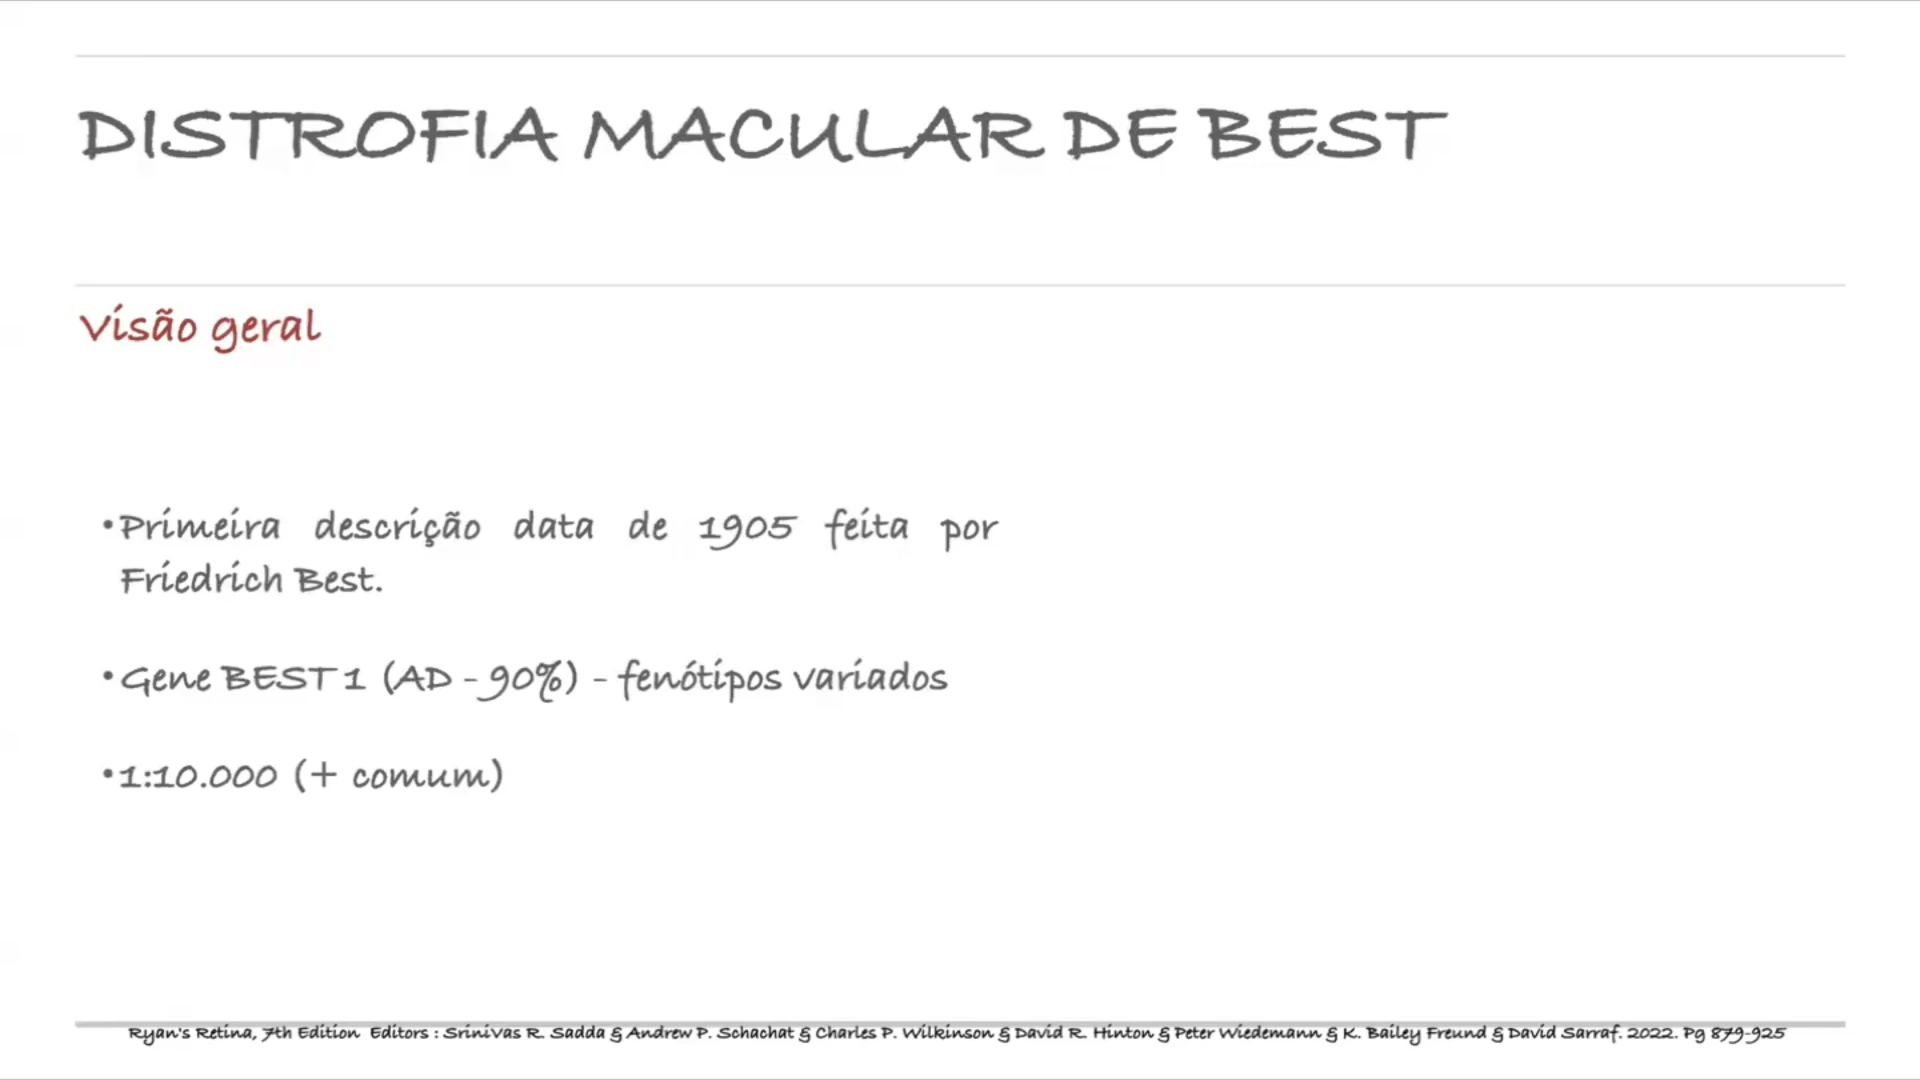 DISTROFIA MACULAR DE BEST
Visão geral
•Primeira descrição data de 1905 feita por
Friedrich Best.
•Gene BEST1 (AD - 90%) - fenótipos variados
•1:10.000 (+ comum)
Ryan's Retina, 7th Edition Editors : SriniVas R. Sadda & Andrew P. Schachat & Charles P. Wilkinson & David R. Hinton & Peter Wiedemann & K. Bailey Freund & David Sarraf. 2022. Pg 879-925